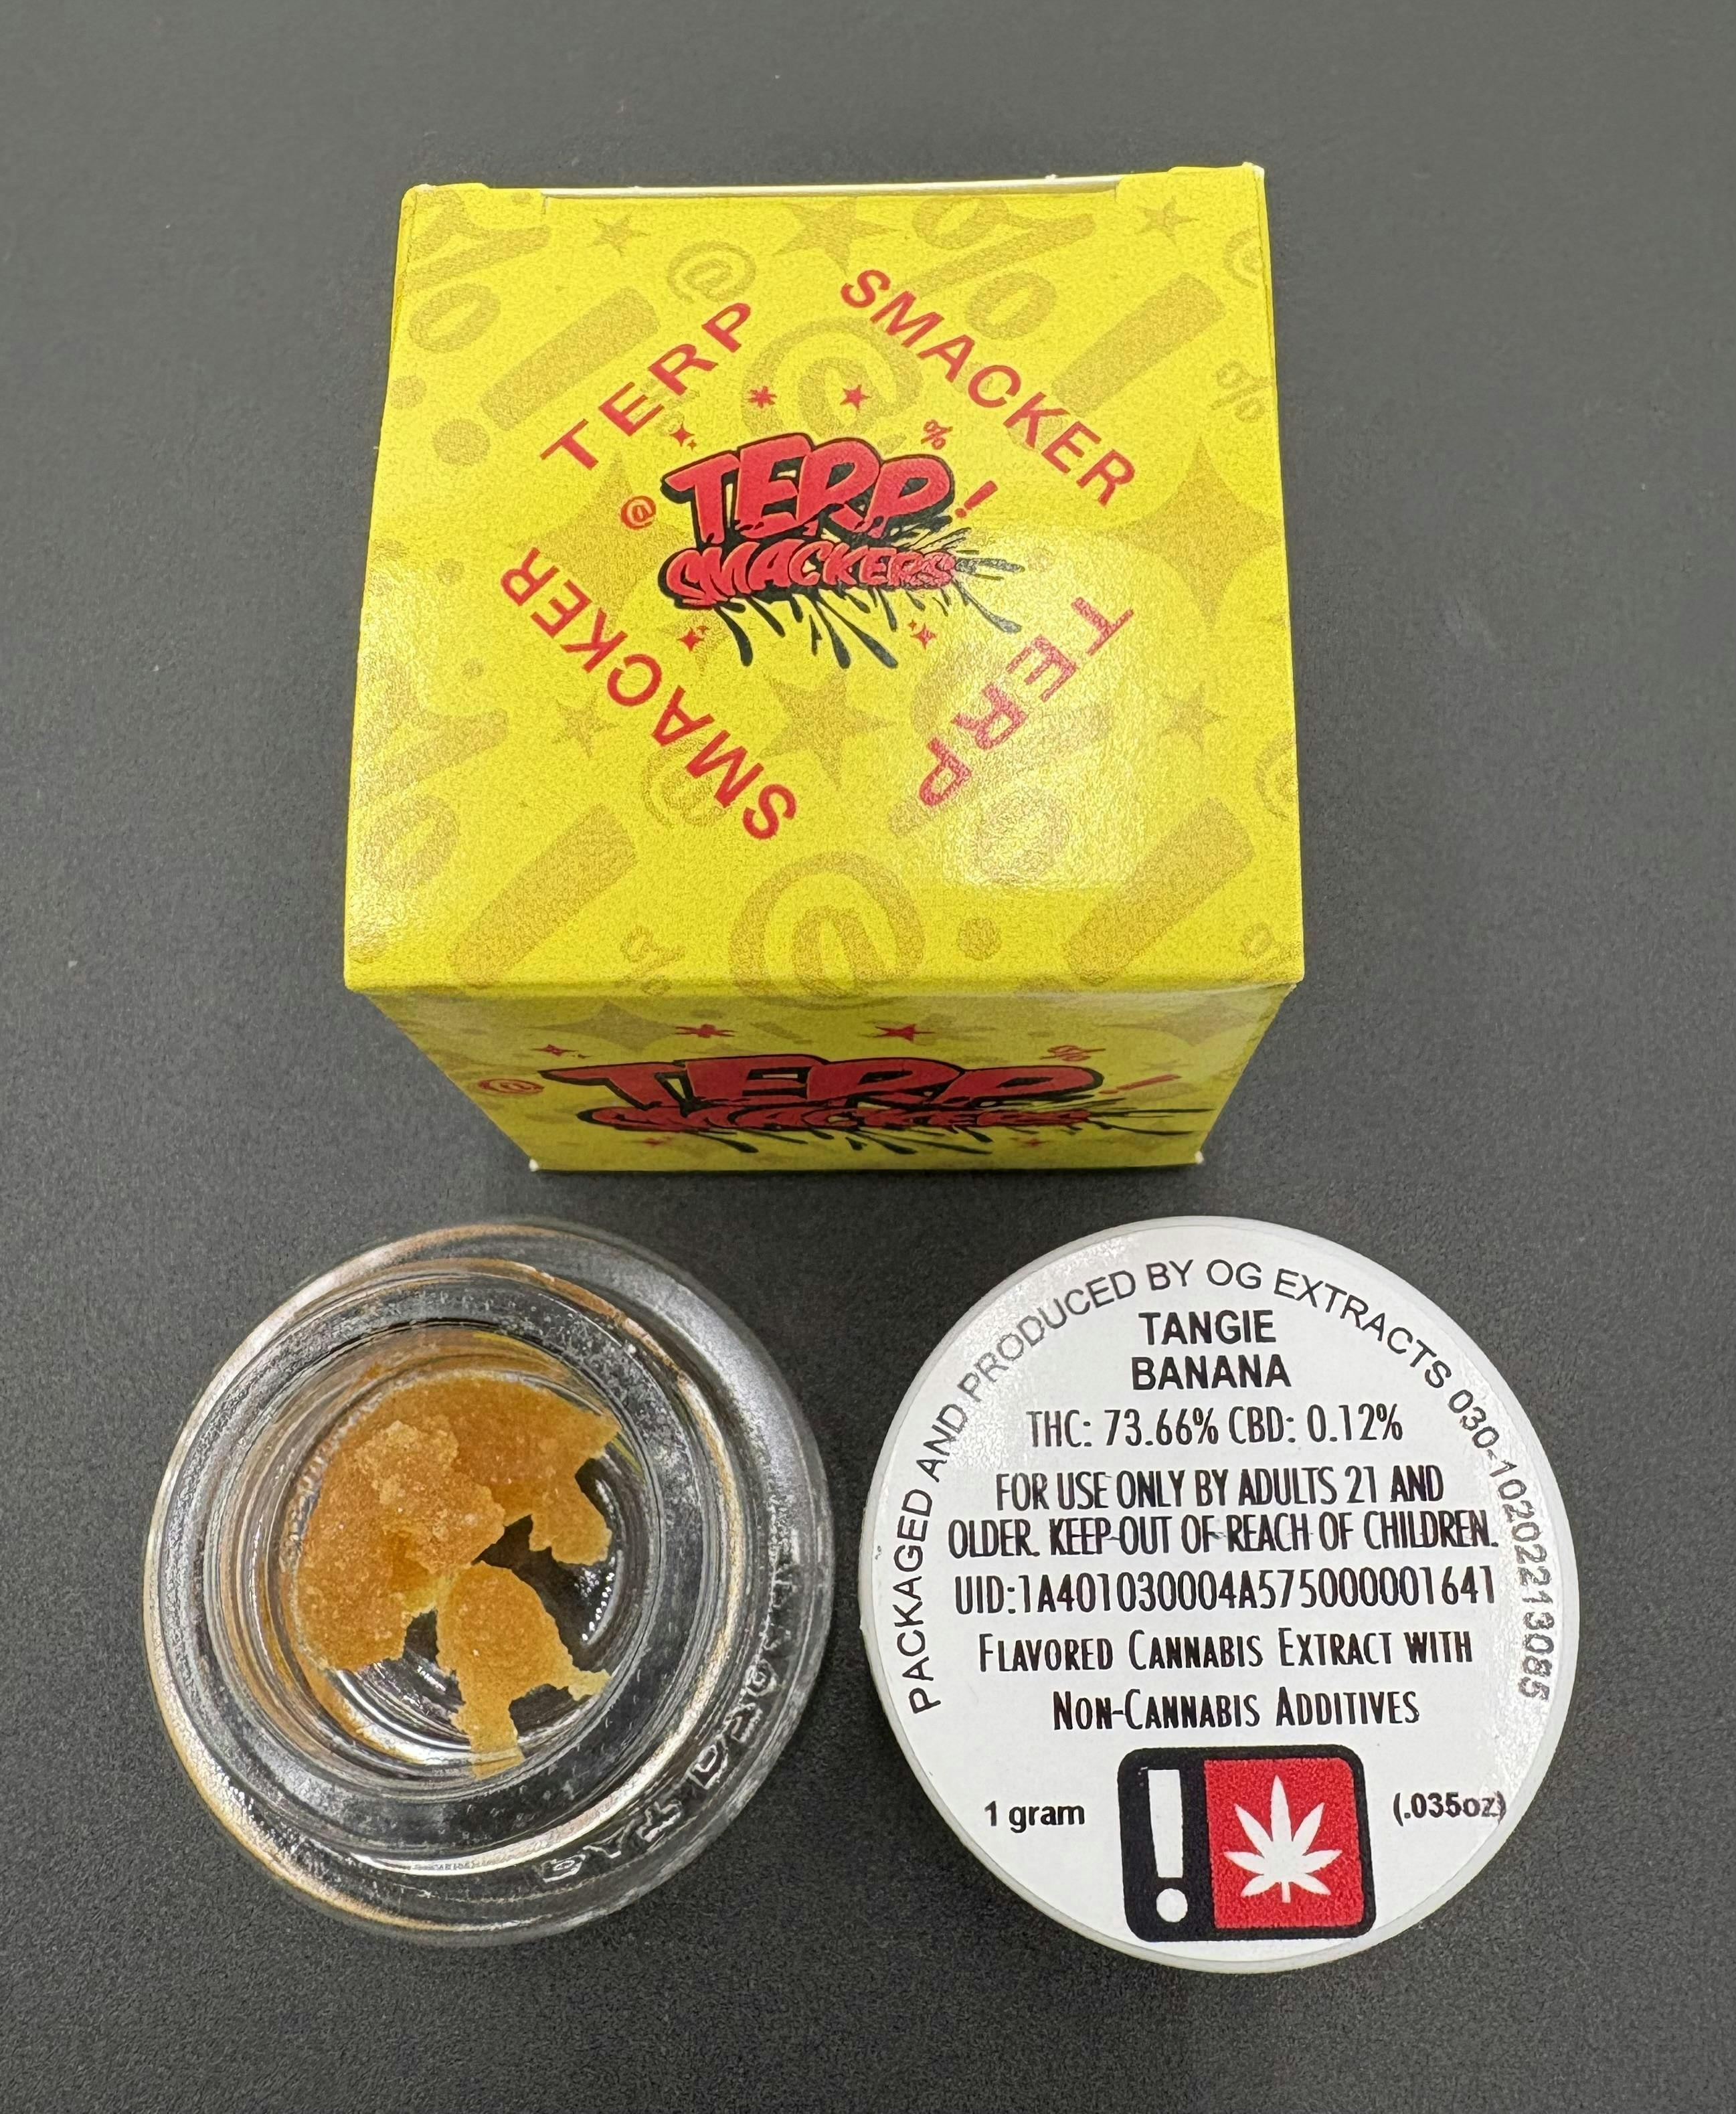 TERP
SMACKER
TERP
SMACKERS
SMACKER
TERP
TERP
SMACKERS
PACKAGED AND PRODUCED BY OG EXTRACTS 030-10202213085
TANGIE
BANANA
THC: 73.66% CBD: 0.12%
FOR USE ONLY BY ADULTS 21 AND
OLDER. KEEP OUT OF REACH OF CHILDREN.
UID:1A401030004A575000001641
FLAVORED CANNABIS EXTRACT WITH
NON-CANNABIS ADDITIVES
1 gram
(.035oz)